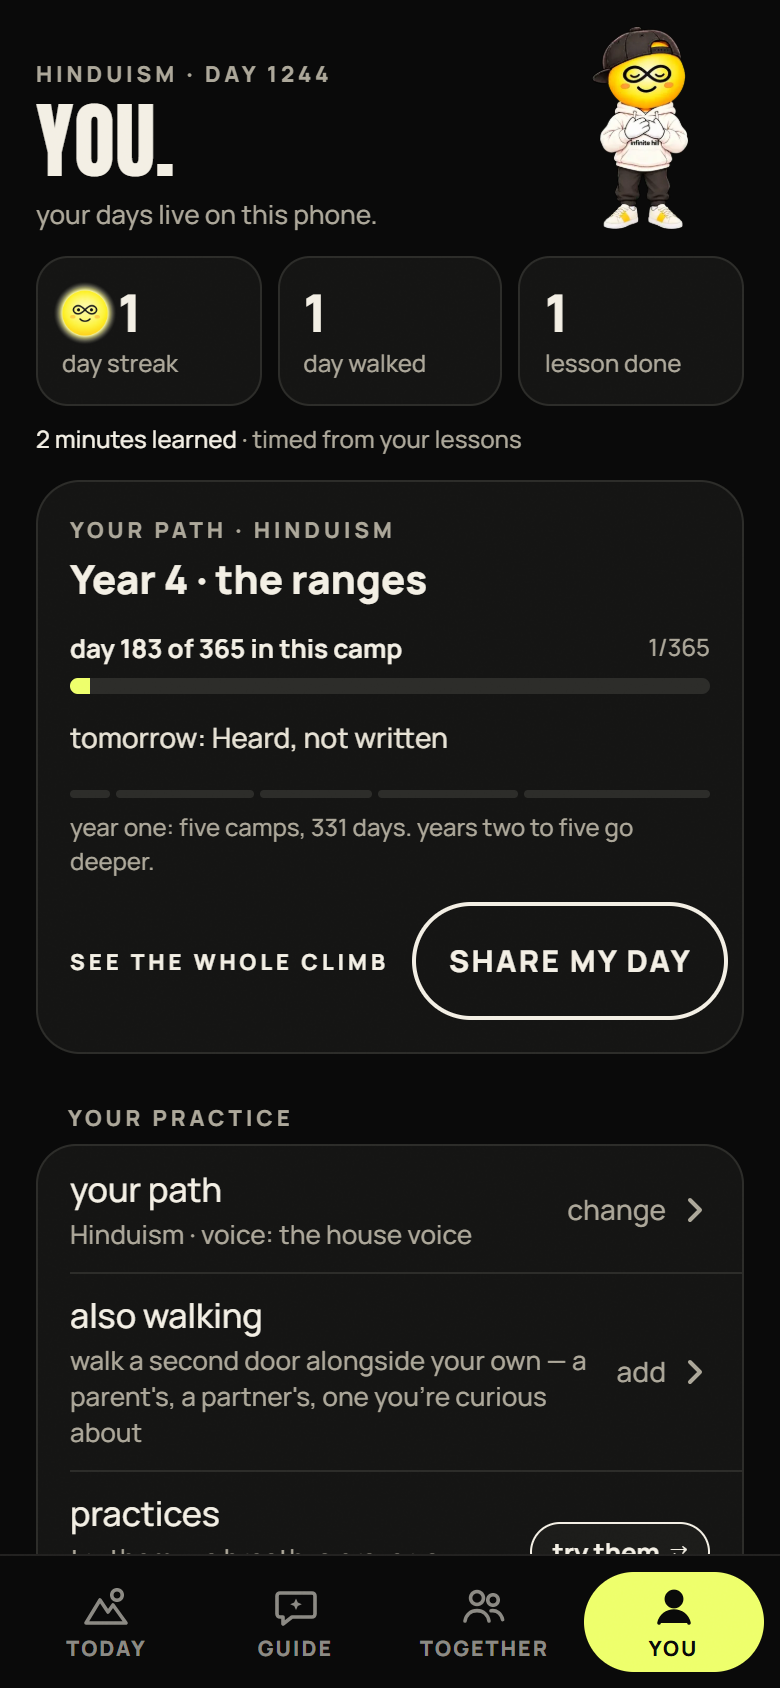 HINDUISM · DAY 1244
YOU.
your days live on this phone.
infinite hill
1
day streak
1
day walked
1
lesson done
2 minutes learned · timed from your lessons
YOUR PATH · HINDUISM
Year 4 · the ranges
day 183 of 365 in this camp
1/365
tomorrow: Heard, not written
year one: five camps, 331 days. years two to five go
deeper.
SEE THE WHOLE CLIMB
SHARE MY DAY
YOUR PRACTICE
your path
Hinduism · voice: the house voice
change
also walking
walk a second door alongside your own — a
parent's, a partner's, one you're curious
about
add
practices
try them
TODAY
GUIDE
TOGETHER
YOU